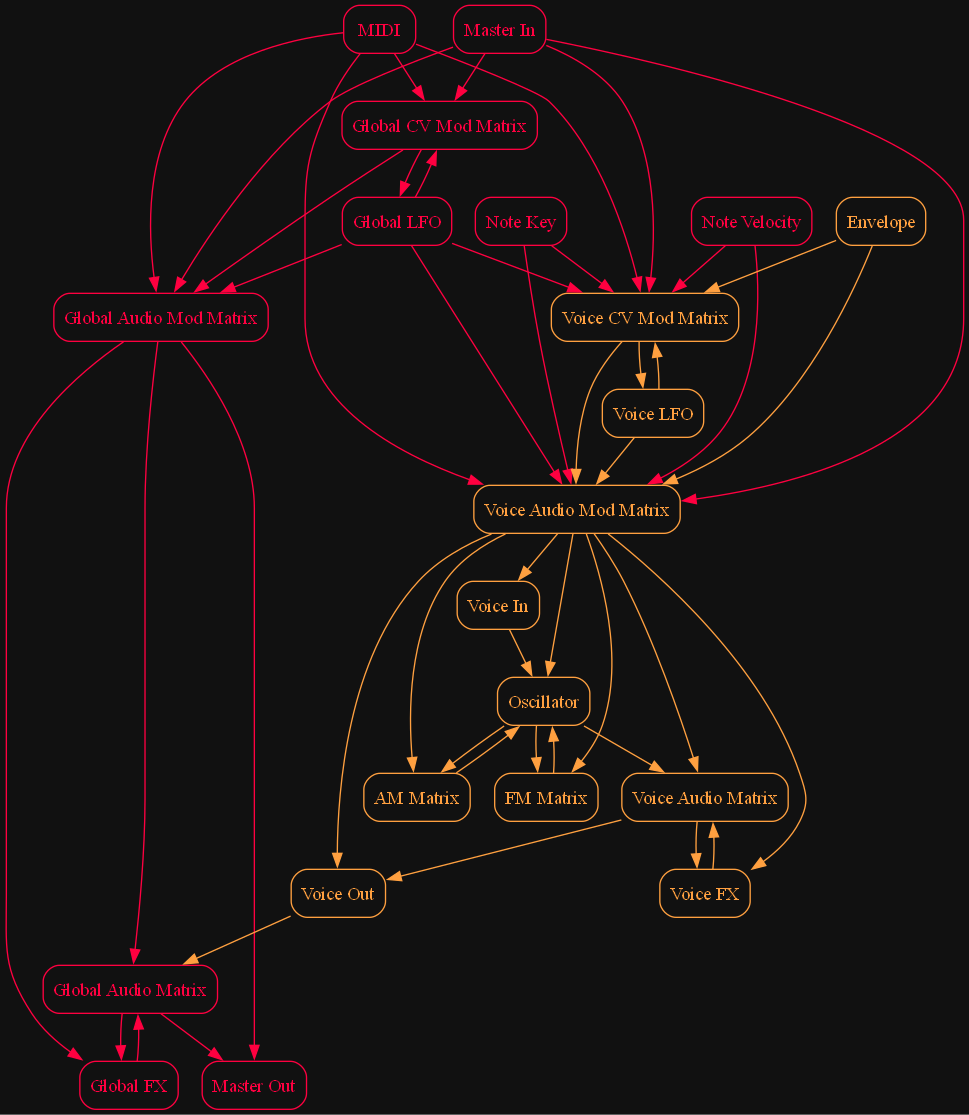 MIDI
Master In
Global CV Mod Matrix
Global LFO
Note Key
Note Velocity
Envelope
Global Audio Mod Matrix
Voice CV Mod Matrix
Voice LFO
Voice Audio Mod Matrix
Voice In
Oscillator
AM Matrix
FM Matrix
Voice Audio Matrix
Voice Out
Voice FX
Global Audio Matrix
Global FX
Master Out